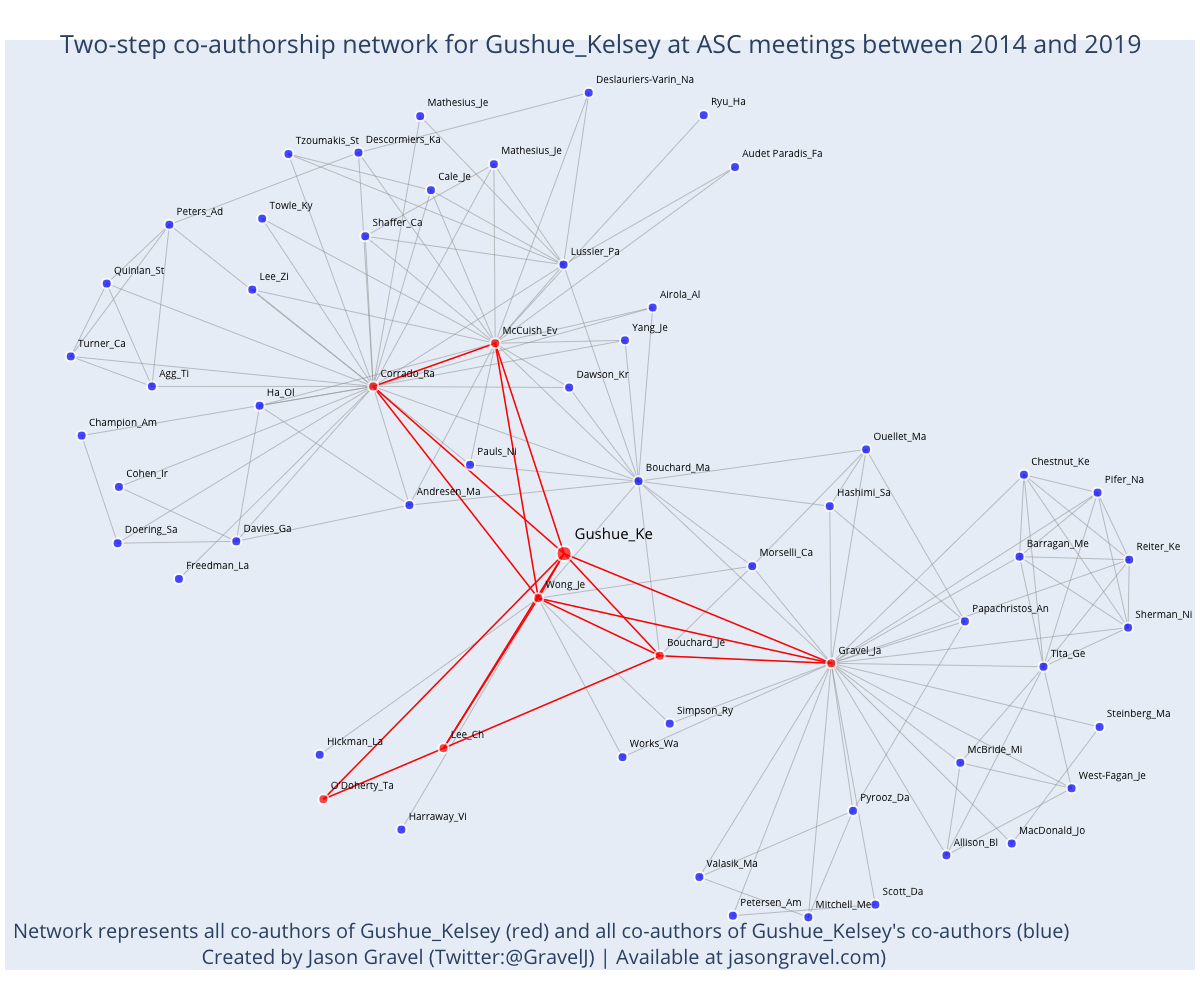 Two-step co-authorship network for Gushue_Kelsey at ASC meetings between 2014 and 2019
Deslauriers-Varin_Na
Mathesius_Je
Ryu_Ha
Tzoumakis_St
Descormiers_Ka
Mathesius_Je
Audet Paradis_Fa
Cale_Je
Peters_Ad
Towle_Ky
Shaffer_Ca
Lussier_Pa
Quinlan_St
Lee_Zi
Airola_Al
McCuish_Ev
Yang_Je
Turner_Ca
Agg_Ti
Corrado_Ra
Dawson_Kr
Ha_Ol
Champion_Am
Ouellet_Ma
Pauls_Ni
Bouchard_Ma
Chestnut_Ke
Cohen_Ir
Pifer_Na
Andresen_Ma
Hashimi_Sa
Doering_Sa
Davies_Ga
Gushue_Ke
Barragan_Me
Reiter_Ke
Morselli_Ca
Freedman_La
Wong_Je
Papachristos_An
Sherman_Ni
Bouchard_Je
Gravel_Ja
Tita_Ge
Simpson_Ry
Steinberg_Ma
Hickman_La
Lee_Ch
Works_Wa
McBride_Mi
O'Doherty_Ta
West-Fagan_Je
Pyrooz_Da
Harraway_Vi
MacDonald_Jo
Allison_Bl
Valasik_Ma
Scott_Da
Petersen_Am
Mitchell_Me
Network represents all co-authors of Gushue_Kelsey (red) and all co-authors of Gushue_Kelsey's co-authors (blue)
Created by Jason Gravel (Twitter:@GravelJ) | Available at jasongravel.com)